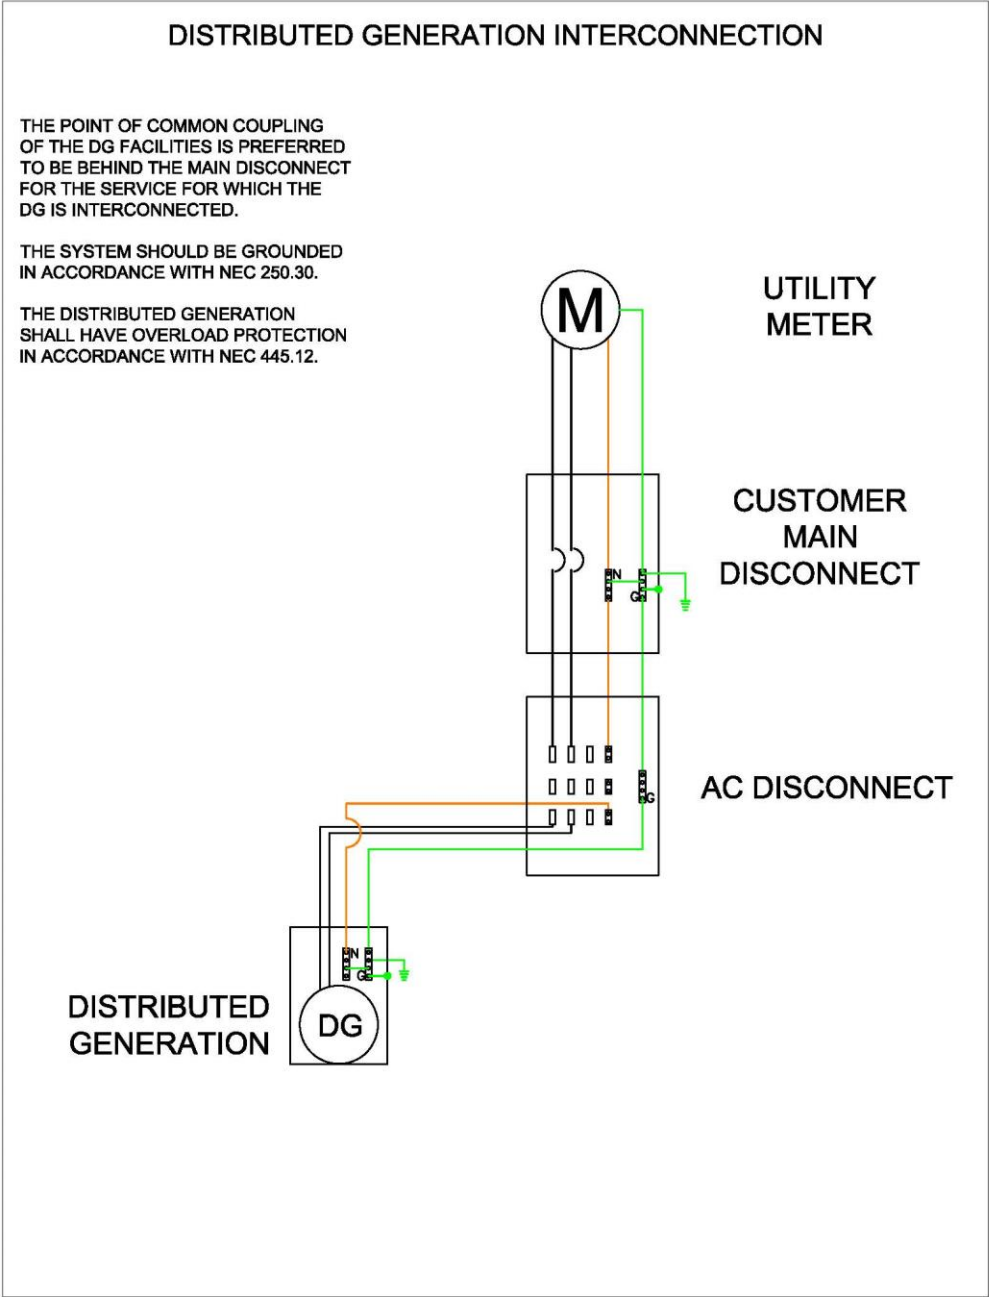 DISTRIBUTED GENERATION INTERCONNECTION
THE POINT OF COMMON COUPLING
OF THE DG FACILITIES IS PREFERRED
TO BE BEHIND THE MAIN DISCONNECT
FOR THE SERVICE FOR WHICH THE
DG IS INTERCONNECTED.
THE SYSTEM SHOULD BE GROUNDED
IN ACCORDANCE WITH NEC 250.30.
THE DISTRIBUTED GENERATION
SHALL HAVE OVERLOAD PROTECTION
IN ACCORDANCE WITH NEC 445.12.
M
UTILITY
METER
CUSTOMER
MAIN
DISCONNECT
N
G
AC DISCONNECT
G
N
G
DISTRIBUTED
GENERATION
DG